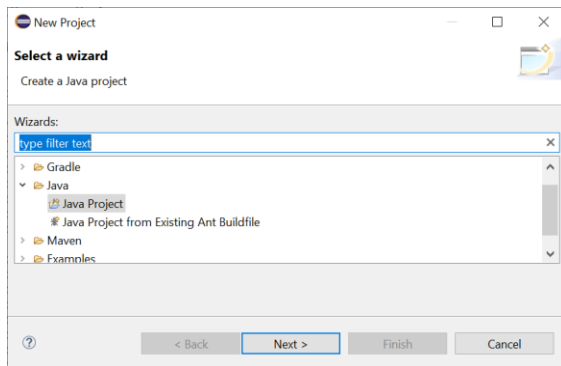 New Project
Select a wizard
Create a Java project
Wizards:
type filter text
Gradle
Java
Java Project
Java Project from Existing Ant Buildfile
Maven
Examples
< Back Next > Finish Cancel